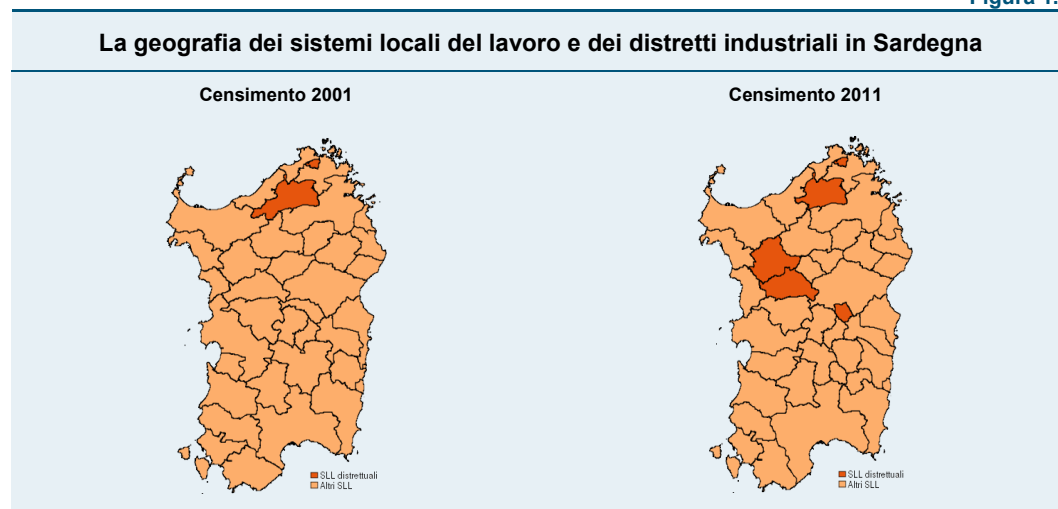 Figura 1.
La geografia dei sistemi locali del lavoro e dei distretti industriali in Sardegna
Censimento 2001
Censimento 2011
SLL distrettuali
Altri SLL
SLL distrettuali
Altri SLL